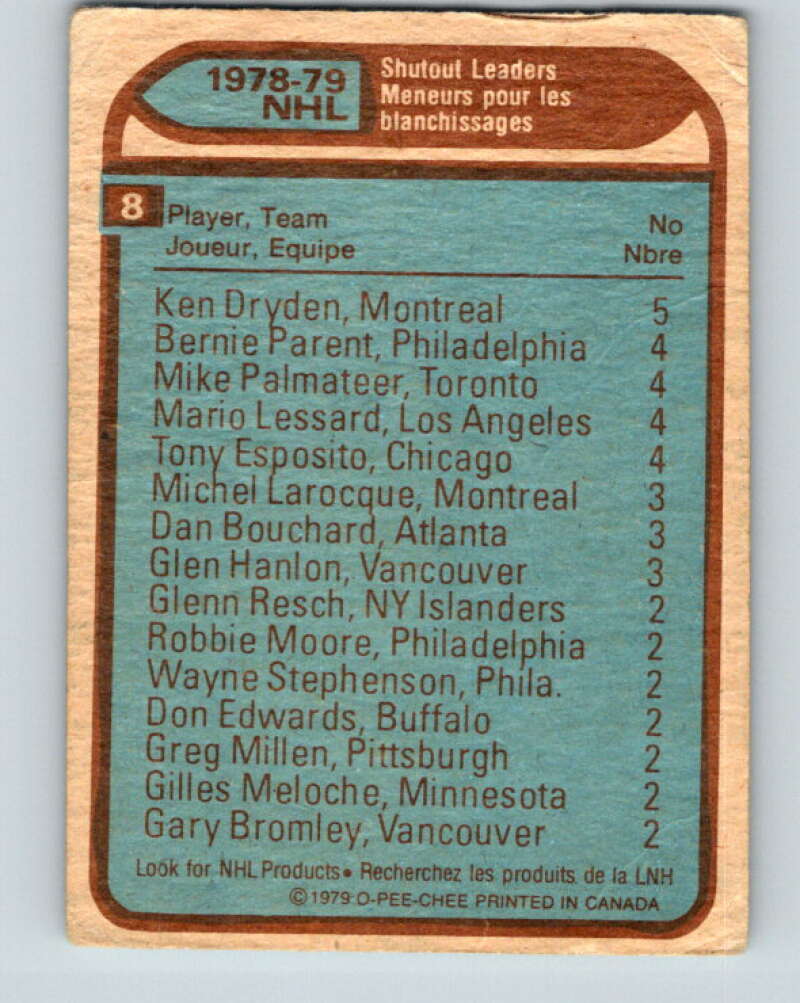 1978-79 NHL
Shutout Leaders
Meneurs pour les
blanchissages
8
Player, Team No
Joueur, Equipe Nbre
Ken Dryden, Montreal 5
Bernie Parent, Philadelphia 4
Mike Palmateer, Toronto 4
Mario Lessard, Los Angeles 4
Tony Esposito, Chicago 4
Michel Larocque, Montreal 3
Dan Bouchard, Atlanta 3
Glen Hanlon, Vancouver 3
Glenn Resch, NY Islanders 2
Robbie Moore, Philadelphia 2
Wayne Stephenson, Phila. 2
Don Edwards, Buffalo 2
Greg Millen, Pittsburgh 2
Gilles Meloche, Minnesota 2
Gary Bromley, Vancouver 2
Look for NHL Products• Recherchez les produits de la LNH
©1979 O-PEE-CHEE PRINTED IN CANADA